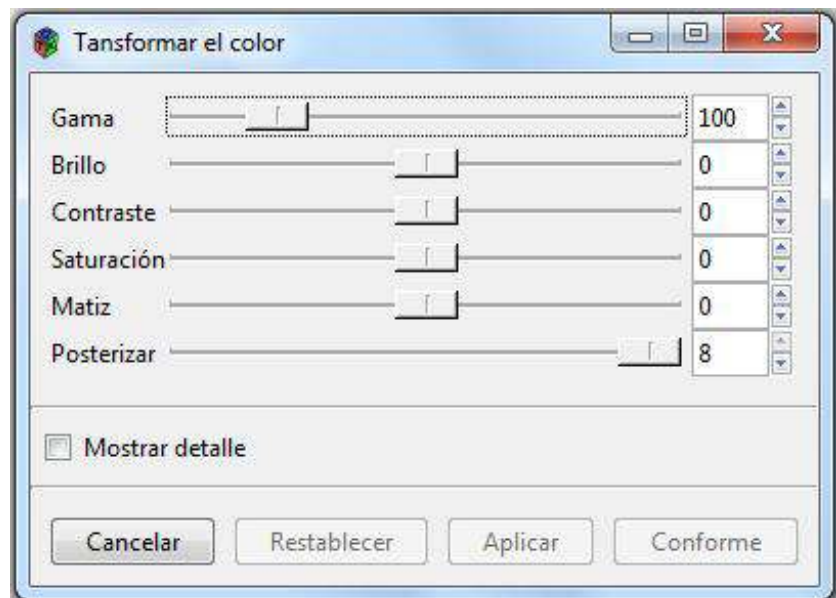 Tansformar el color
Gama 100
Brillo 0
Contraste 0
Saturación 0
Matiz 0
Posterizar 8
Mostrar detalle
Cancelar Restablecer Aplicar Conforme